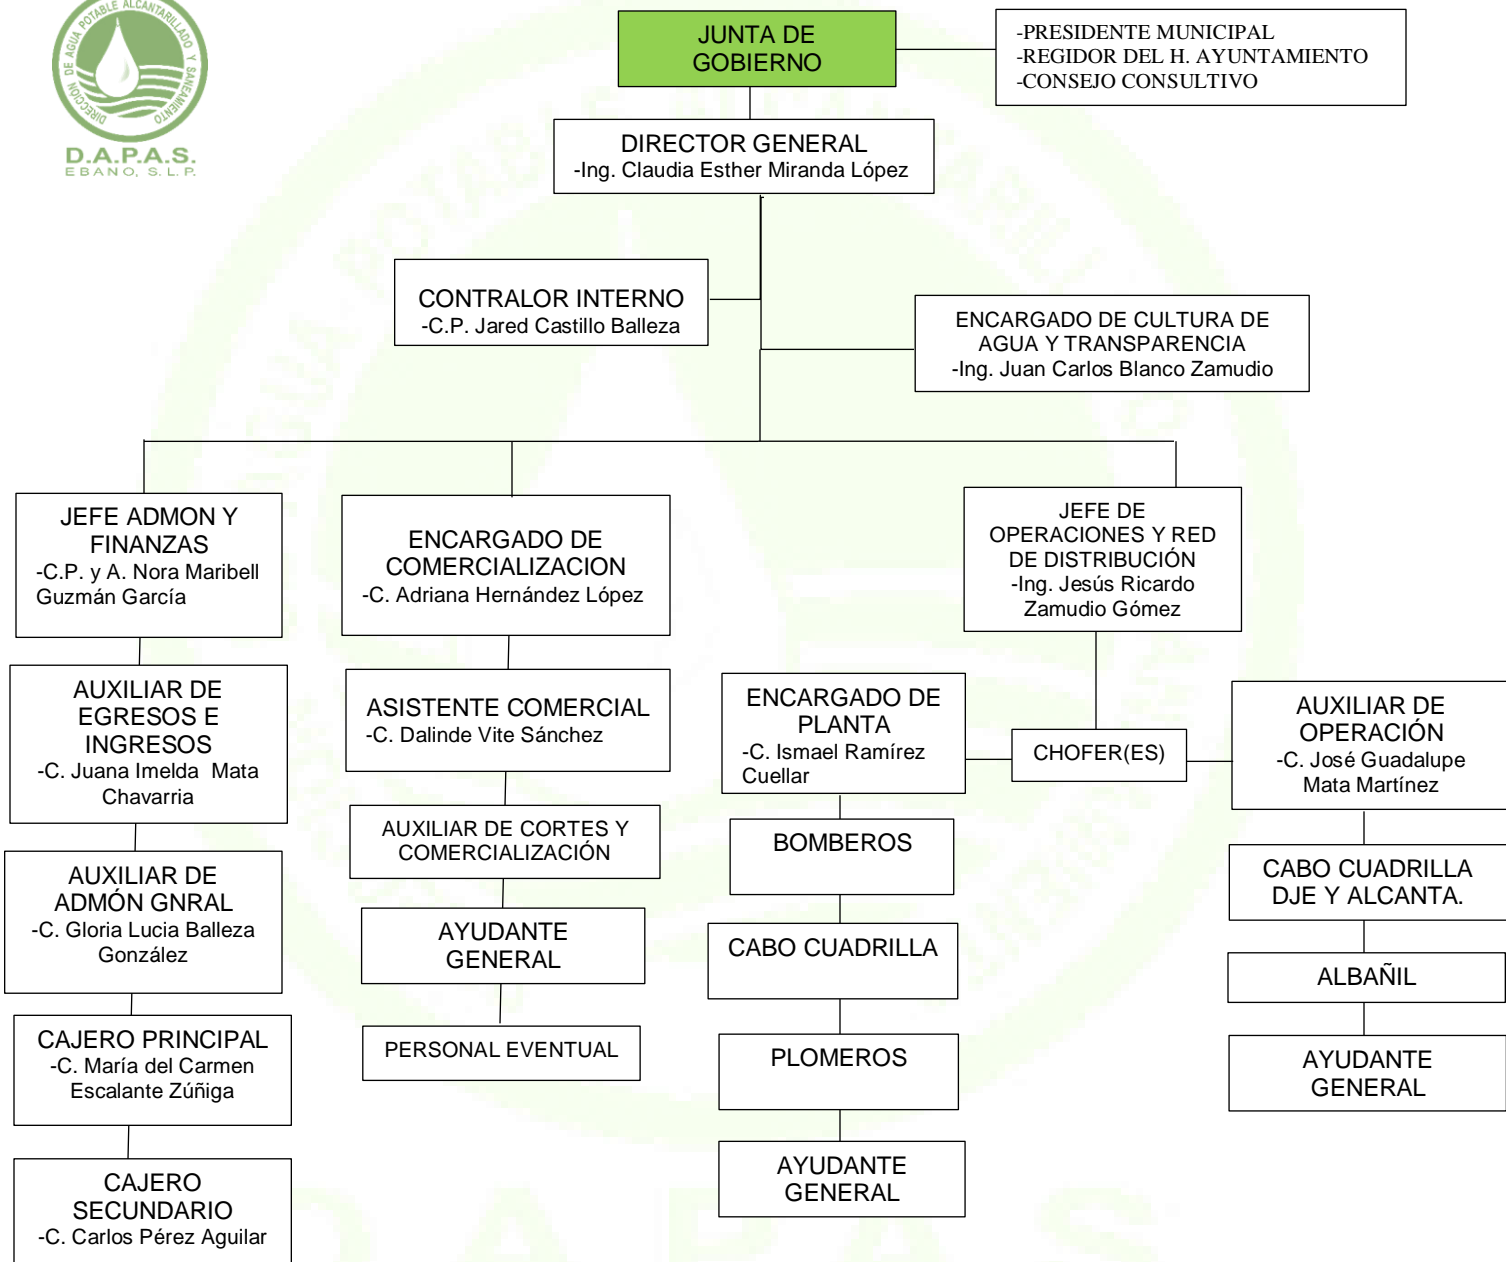 DIRECCION DE AGUA POTABLE ALCANTARILLADO Y SANEAMIENTO
D.A.P.A.S.
EBANO, S.L.P.
JUNTA DE
GOBIERNO
-PRESIDENTE MUNICIPAL
-REGIDOR DEL H. AYUNTAMIENTO
-CONSEJO CONSULTIVO
DIRECTOR GENERAL
-Ing. Claudia Esther Miranda López
CONTRALOR INTERNO
-C.P. Jared Castillo Balleza
ENCARGADO DE CULTURA DE
AGUA Y TRANSPARENCIA
-Ing. Juan Carlos Blanco Zamudio
JEFE ADMON Y
FINANZAS
-C.P. y A. Nora Maribell
Guzmán García
AUXILIAR DE
EGRESOS E
INGRESOS
-C. Juana Imelda  Mata
Chavarria
AUXILIAR DE
ADMÓN GNRAL
-C. Gloria Lucia Balleza
González
CAJERO PRINCIPAL
-C. María del Carmen
Escalante Zúñiga
CAJERO
SECUNDARIO
-C. Carlos Pérez Aguilar
ENCARGADO DE
COMERCIALIZACION
-C. Adriana Hernández López
ASISTENTE COMERCIAL
-C. Dalinde Vite Sánchez
AUXILIAR DE CORTES Y
COMERCIALIZACIÓN
AYUDANTE
GENERAL
PERSONAL EVENTUAL
JEFE DE
OPERACIONES Y RED
DE DISTRIBUCIÓN
-Ing. Jesús Ricardo
Zamudio Gómez
CHOFER(ES)
ENCARGADO DE
PLANTA
-C. Ismael Ramírez
Cuellar
BOMBEROS
CABO CUADRILLA
PLOMEROS
AYUDANTE
GENERAL
AUXILIAR DE
OPERACIÓN
-C. José Guadalupe
Mata Martínez
CABO CUADRILLA
DJE Y ALCANTA.
ALBAÑIL
AYUDANTE
GENERAL